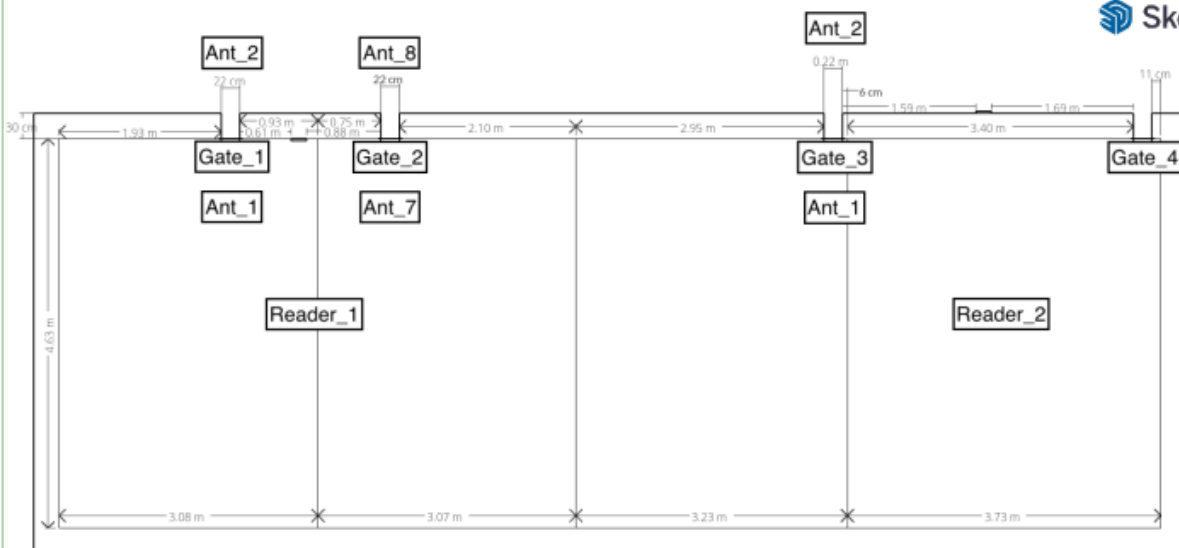 Ske
Ant_2
Ant_8
Ant_2
22 cm
22 cm
0.22 m
11 cm
6 cm
30 cm
1.93 m
0.93 m
0.75 m
0.61 m
0.88 m
2.10 m
2.95 m
1.59 m
1.69 m
3.40 m
Gate_1
Gate_2
Gate_3
Gate_4
Ant_1
Ant_7
Ant_1
Reader_1
Reader_2
4.63 m
3.08 m
3.07 m
3.23 m
3.73 m